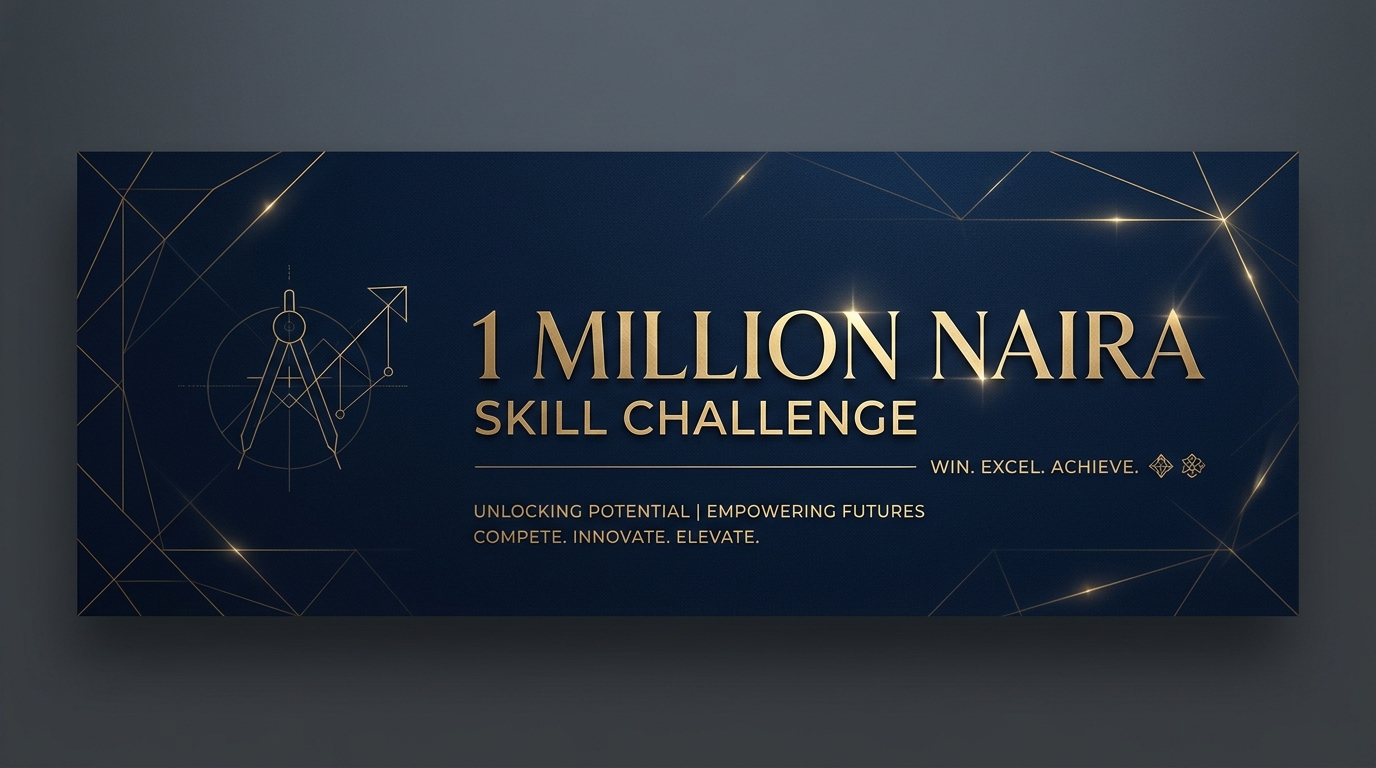 1 MILLION NAIRA
SKILL CHALLENGE
WIN. EXCEL. ACHIEVE.
UNLOCKING POTENTIAL | EMPOWERING FUTURES
COMPETE. INNOVATE. ELEVATE.